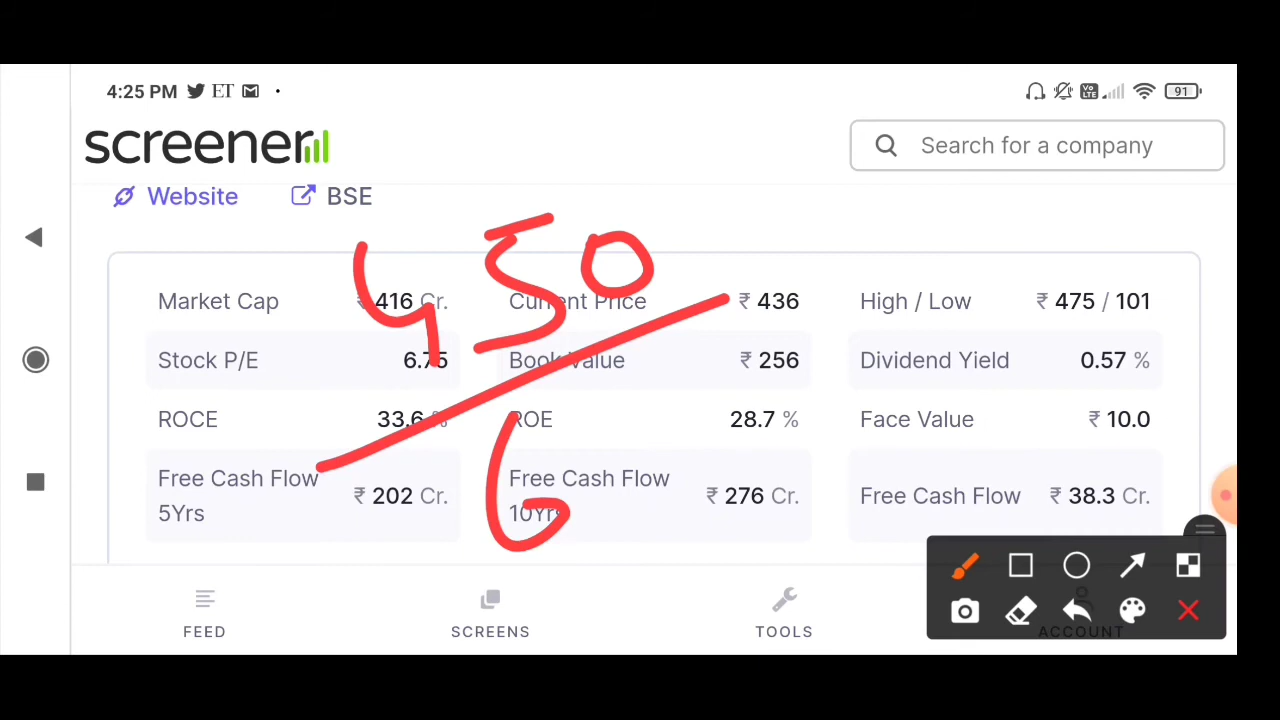 4:25 PM ET
screener
Search for a company
Website BSE
450
Market Cap ₹ 416 Cr. Current Price ₹ 436 High / Low ₹ 475 / 101
Stock P/E 6.75 Book Value ₹ 256 Dividend Yield 0.57 %
ROCE 33.6 % ROE 28.7 % Face Value ₹ 10.0
6
Free Cash Flow 5Yrs ₹ 202 Cr. Free Cash Flow 10Yrs ₹ 276 Cr. Free Cash Flow ₹ 38.3 Cr.
FEED SCREENS TOOLS ACCOUNT
Vo LTE 91